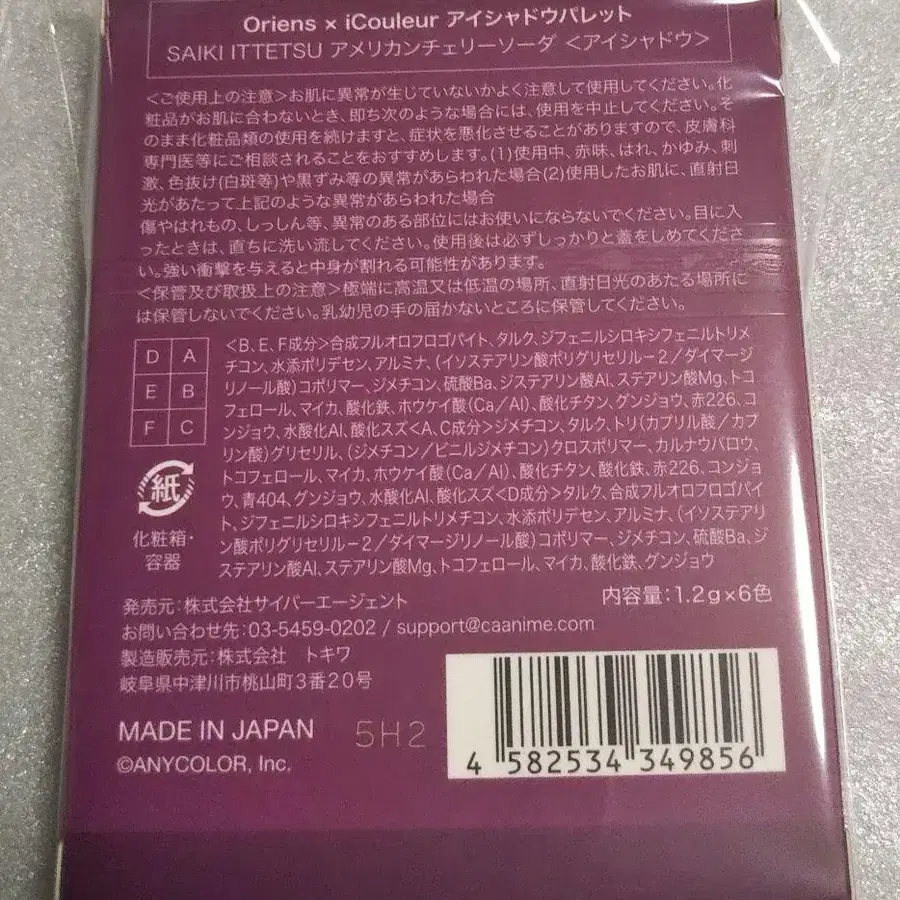 Oriens × iCouleur アイシャドウパレット
SAIKI ITTETSU アメリカンチェリーソーダ ＜アイシャドウ＞
＜ご使用上の注意＞お肌に異常が生じていないかよく注意して使用してください。化
粧品がお肌に合わないとき、即ち次のような場合には、使用を中止してください。そ
のまま化粧品類の使用を続けますと、症状を悪化させることがありますので、皮膚科
専門医等にご相談されることをおすすめします。(1)使用中、赤味、はれ、かゆみ、刺
激、色抜け(白斑等)や黒ずみ等の異常があらわれた場合(2)使用したお肌に、直射日
光があたって上記のような異常があらわれた場合
傷やはれもの、しっしん等、異常のある部位にはお使いにならないでください。目に入
ったときは、直ちに洗い流してください。使用後は必ずしっかりと蓋をしめてくださ
い。強い衝撃を与えると中身が割れる可能性があります。
＜保管及び取扱上の注意＞極端に高温又は低温の場所、直射日光のあたる場所に
は保管しないでください。乳幼児の手の届かないところに保管してください。
D A
E B
F C
＜B、E、F成分＞合成フルオロフロゴパイト、タルク、ジフェニルシロキシフェニルトリメ
チコン、水添ポリデセン、アルミナ、(イソステアリン酸ポリグリセリル－2／ダイマージ
リノール酸)コポリマー、ジメチコン、硫酸Ba、ジステアリン酸Al、ステアリン酸Mg、トコ
フェロール、マイカ、酸化鉄、ホウケイ酸(Ca／Al)、酸化チタン、グンジョウ、赤226、コ
ンジョウ、水酸化Al、酸化スズ＜A、C成分＞ジメチコン、タルク、トリ(カプリル酸／カプ
リン酸)グリセリル、(ジメチコン／ビニルジメチコン)クロスポリマー、カルナウバロウ、
トコフェロール、マイカ、ホウケイ酸(Ca／Al)、酸化チタン、酸化鉄、赤226、コンジョ
ウ、青404、グンジョウ、水酸化Al、酸化スズ＜D成分＞タルク、合成フルオロフロゴパイ
ト、ジフェニルシロキシフェニルトリメチコン、水添ポリデセン、アルミナ、(イソステアリ
ン酸ポリグリセリル－2／ダイマージリノール酸)コポリマー、ジメチコン、硫酸Ba、ジ
ステアリン酸Al、ステアリン酸Mg、トコフェロール、マイカ、酸化鉄、グンジョウ
紙
化粧箱・
容器
発売元：株式会社サイバーエージェント
内容量：1.2g×6色
お問い合わせ先：03-5459-0202 / support@caanime.com
製造販売元：株式会社 トキワ
岐阜県中津川市桃山町3番20号
MADE IN JAPAN
5H2
©ANYCOLOR, Inc.
4 582534 349856